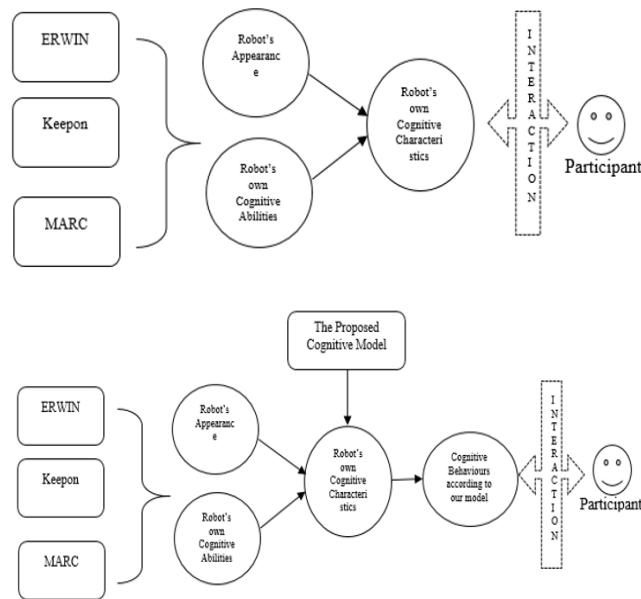 ERWIN
Keepon
MARC
Robot's
Appearanc
e
Robot's
own
Cognitive
Abilities
Robot's
own
Cognitive
Characteri
stics
I
N
T
E
R
A
C
T
I
O
N
Participant
The Proposed
Cognitive Model
ERWIN
Keepon
MARC
Robot's
Appearanc
e
Robot's
own
Cognitive
Abilities
Robot's
own
Cognitive
Characteri
stics
Cognitive
Behaviours
according to
our model
I
N
T
E
R
A
C
T
I
O
N
Participant